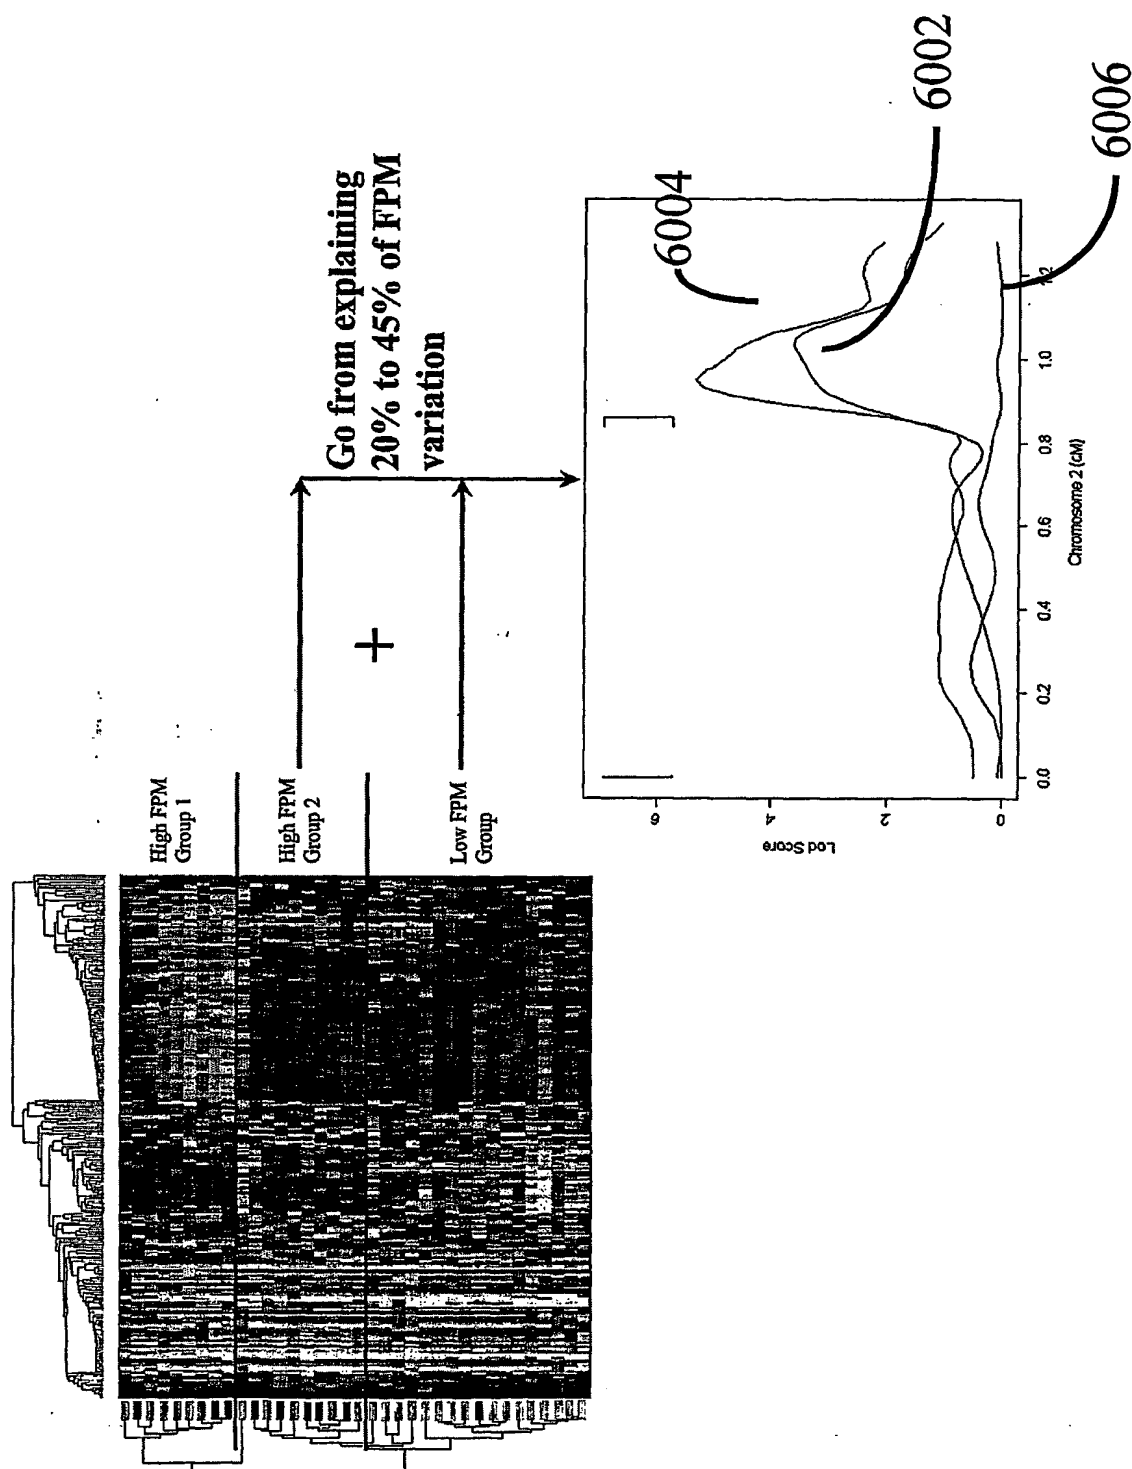 High FPM
Group 1
High FPM
Group 2
Low FPM
Group
+
Go from explaining
20% to 45% of FPM
variation
6004
6002
6006
Lod Score
6
4
2
0
0.0
0.2
0.4
0.6
0.8
1.0
1.2
Chromosome 2 (cM)